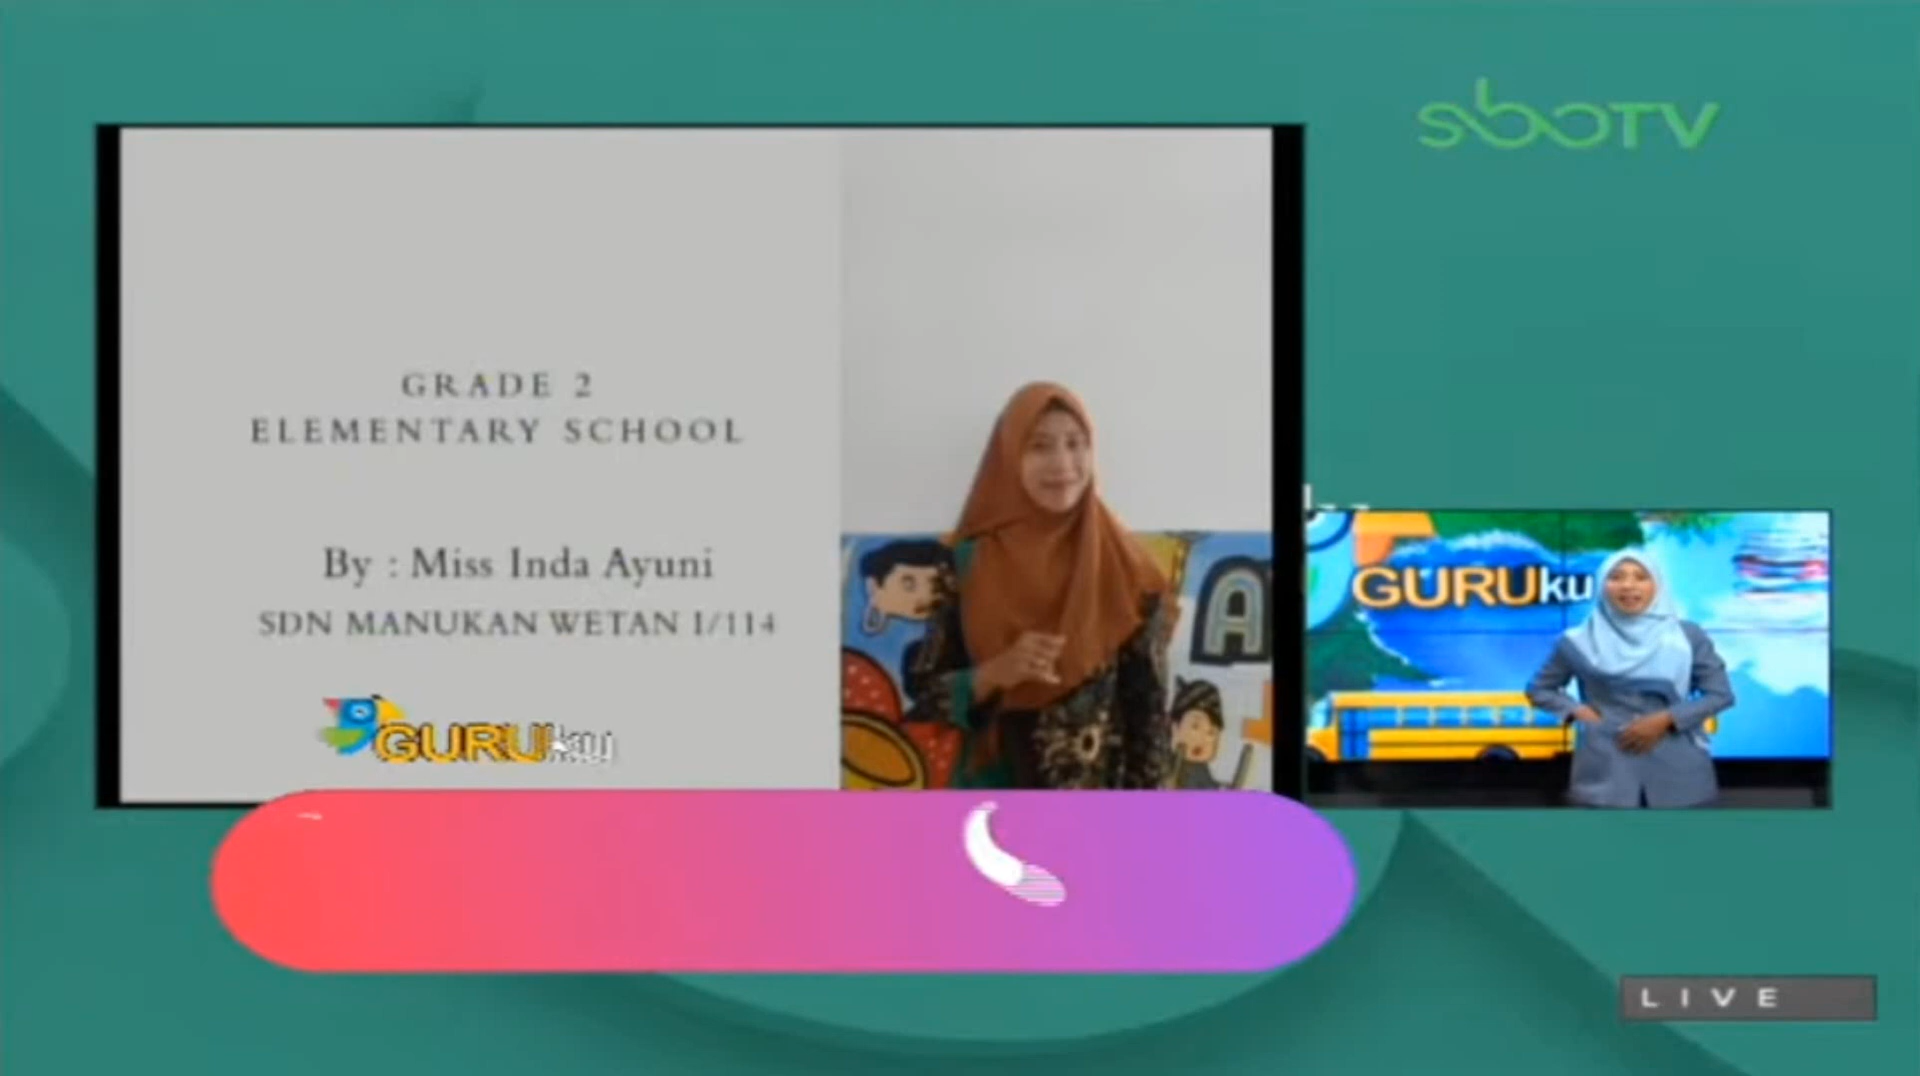 sboTV
GRADE 2
ELEMENTARY SCHOOL
By : Miss Inda Ayuni
SDN MANUKAN WETAN I/114
GURUku
GURUku
A
LIVE